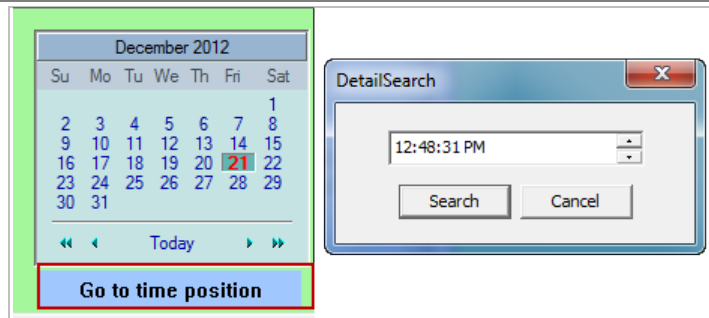 December 2012
Su Mo Tu We Th Fri Sat
1
2 3 4 5 6 7 8
9 10 11 12 13 14 15
16 17 18 19 20 21 22
23 24 25 26 27 28 29
30 31
Today
Go to time position
DetailSearch
12:48:31 PM
Search Cancel